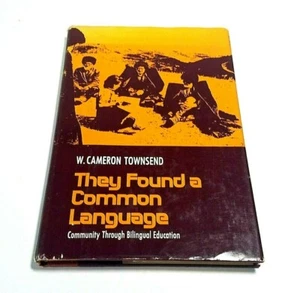 W. CAMERON TOWNSEND
They Found a
Common
Language
Community Through Bilingual Education